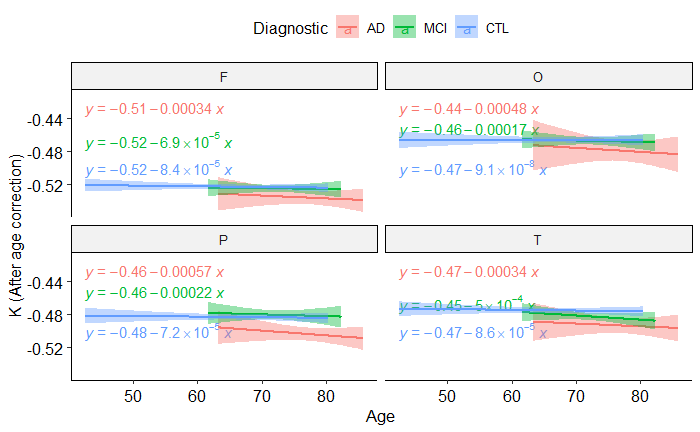 Diagnostic a AD a MCI a CTL
F
O
y = −0.51 − 0.00034 x
y = −0.52 − 6.9 × 10⁻⁵ x
y = −0.52 − 8.4 × 10⁻⁵ x
y = −0.44 − 0.00048 x
y = −0.46 − 0.00017 x
y = −0.47 − 9.1 × 10⁻⁶ x
-0.44
-0.48
-0.52
P
T
y = −0.46 − 0.00057 x
y = −0.46 − 0.00022 x
y = −0.48 − 7.2 × 10⁻⁵ x
y = −0.47 − 0.00034 x
y = −0.45 − 5 × 10⁻⁴ x
y = −0.47 − 8.6 × 10⁻⁵ x
-0.44
-0.48
-0.52
50 60 70 80
50 60 70 80
Age
K (After age correction)